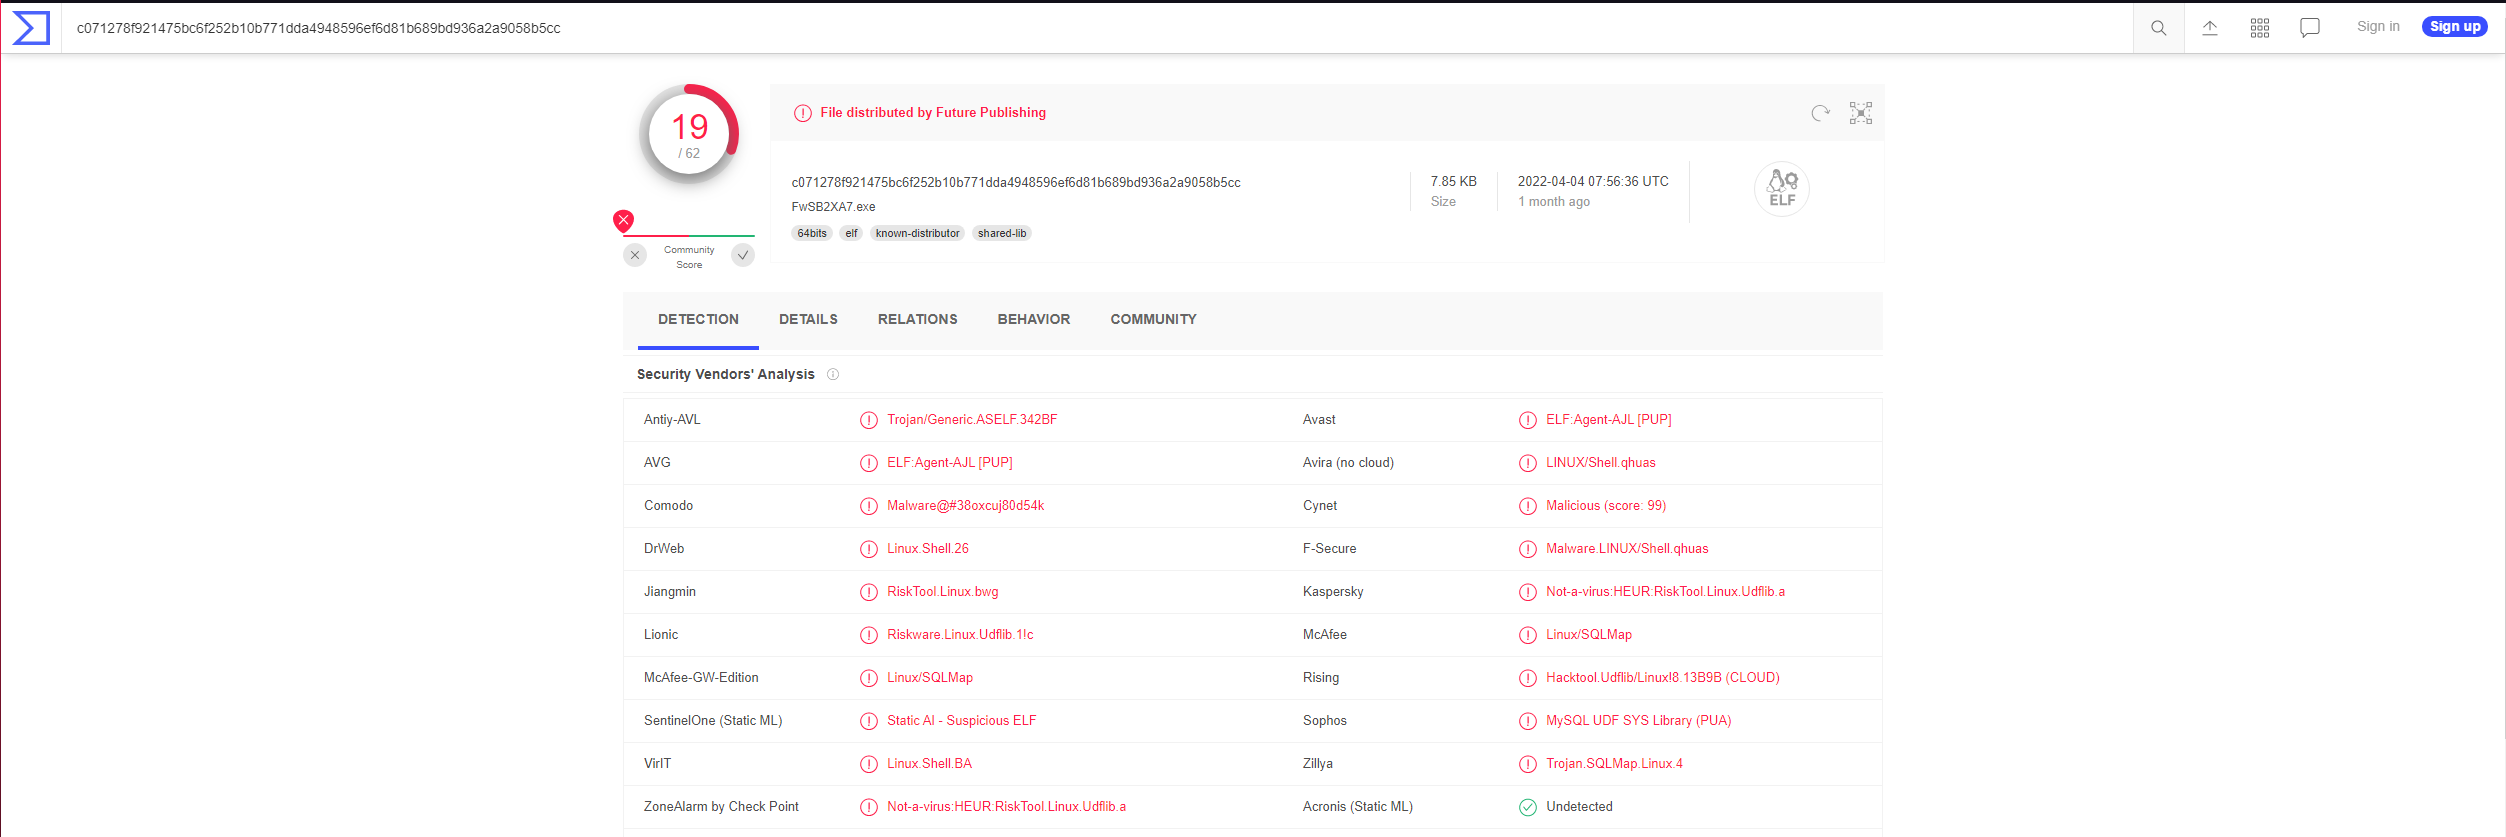 c071278f921475bc6f252b10b771dda4948596ef6d81b689bd936a2a9058b5cc
Sign in
Sign up
19
/ 62
Community
Score
File distributed by Future Publishing
c071278f921475bc6f252b10b771dda4948596ef6d81b689bd936a2a9058b5cc
FwSB2XA7.exe
64bits elf known-distributor shared-lib
7.85 KB
Size
2022-04-04 07:56:36 UTC
1 month ago
ELF
DETECTION DETAILS RELATIONS BEHAVIOR COMMUNITY
Security Vendors' Analysis
Antiy-AVL Trojan/Generic.ASELF.342BF Avast ELF:Agent-AJL [PUP]
AVG ELF:Agent-AJL [PUP] Avira (no cloud) LINUX/Shell.qhuas
Comodo Malware@#38oxcuj80d54k Cynet Malicious (score: 99)
DrWeb Linux.Shell.26 F-Secure Malware.LINUX/Shell.qhuas
Jiangmin RiskTool.Linux.bwg Kaspersky Not-a-virus:HEUR:RiskTool.Linux.Udflib.a
Lionic Riskware.Linux.Udflib.1!c McAfee Linux/SQLMap
McAfee-GW-Edition Linux/SQLMap Rising Hacktool.Udflib/Linux!8.13B9B (CLOUD)
SentinelOne (Static ML) Static AI - Suspicious ELF Sophos MySQL UDF SYS Library (PUA)
VirIT Linux.Shell.BA Zillya Trojan.SQLMap.Linux.4
ZoneAlarm by Check Point Not-a-virus:HEUR:RiskTool.Linux.Udflib.a Acronis (Static ML) Undetected